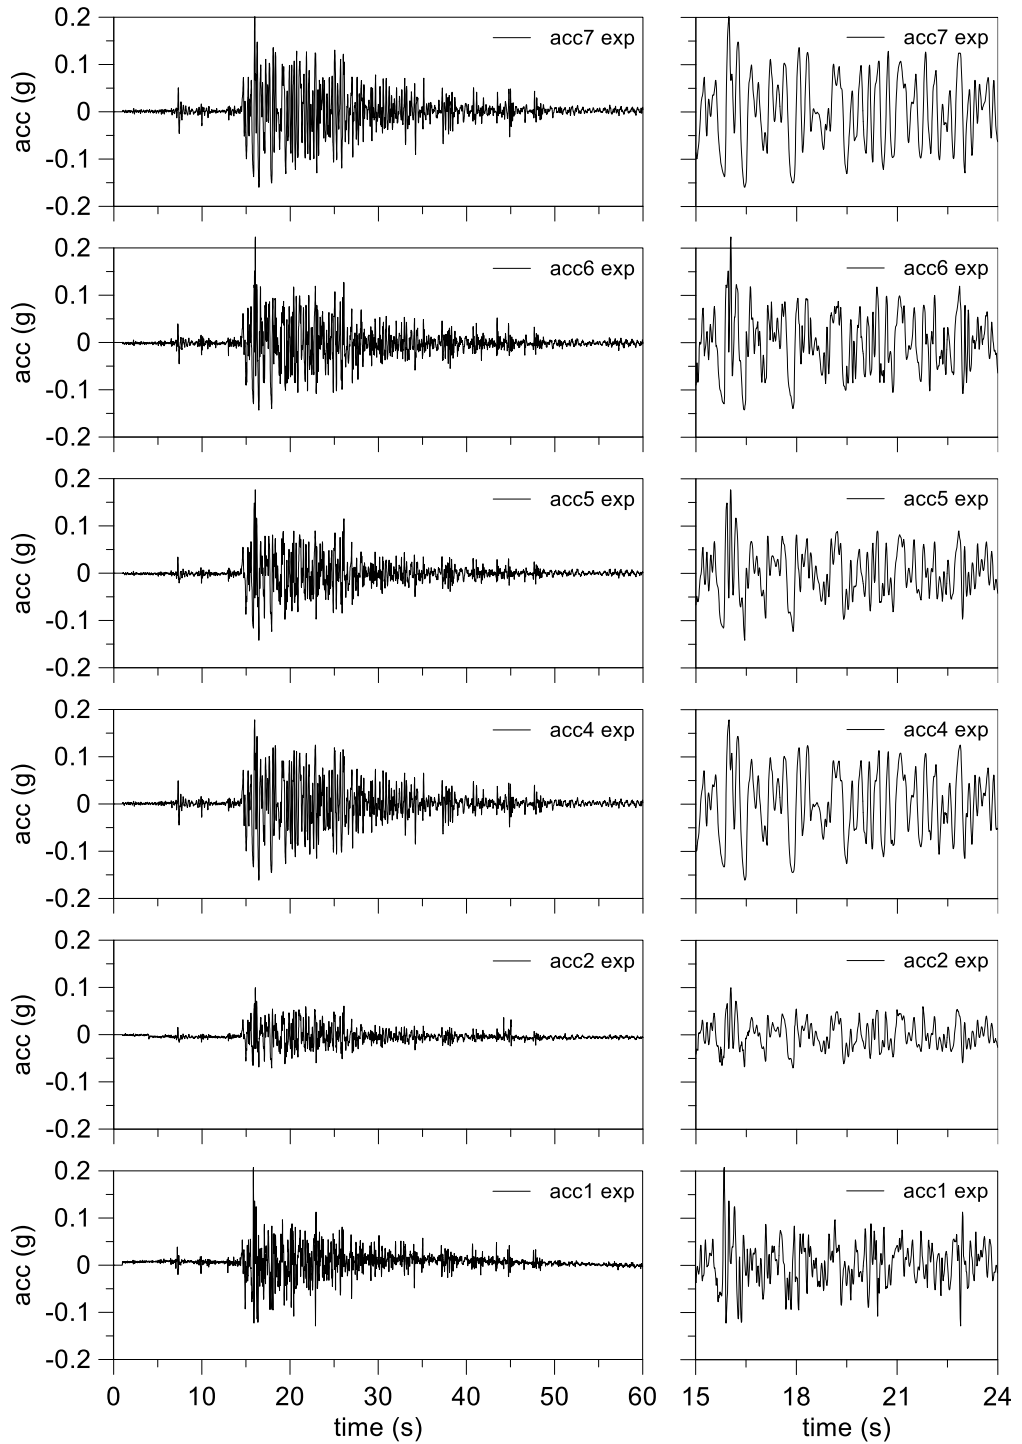 0.2
0.1
0
-0.1
-0.2
acc (g)
acc7 exp
acc7 exp
0.2
0.1
0
-0.1
-0.2
acc (g)
acc6 exp
acc6 exp
0.2
0.1
0
-0.1
-0.2
acc (g)
acc5 exp
acc5 exp
0.2
0.1
0
-0.1
-0.2
acc (g)
acc4 exp
acc4 exp
0.2
0.1
0
-0.1
-0.2
acc (g)
acc2 exp
acc2 exp
0.2
0.1
0
-0.1
-0.2
acc (g)
acc1 exp
acc1 exp
0 10 20 30 40 50 60
time (s)
15 18 21 24
time (s)